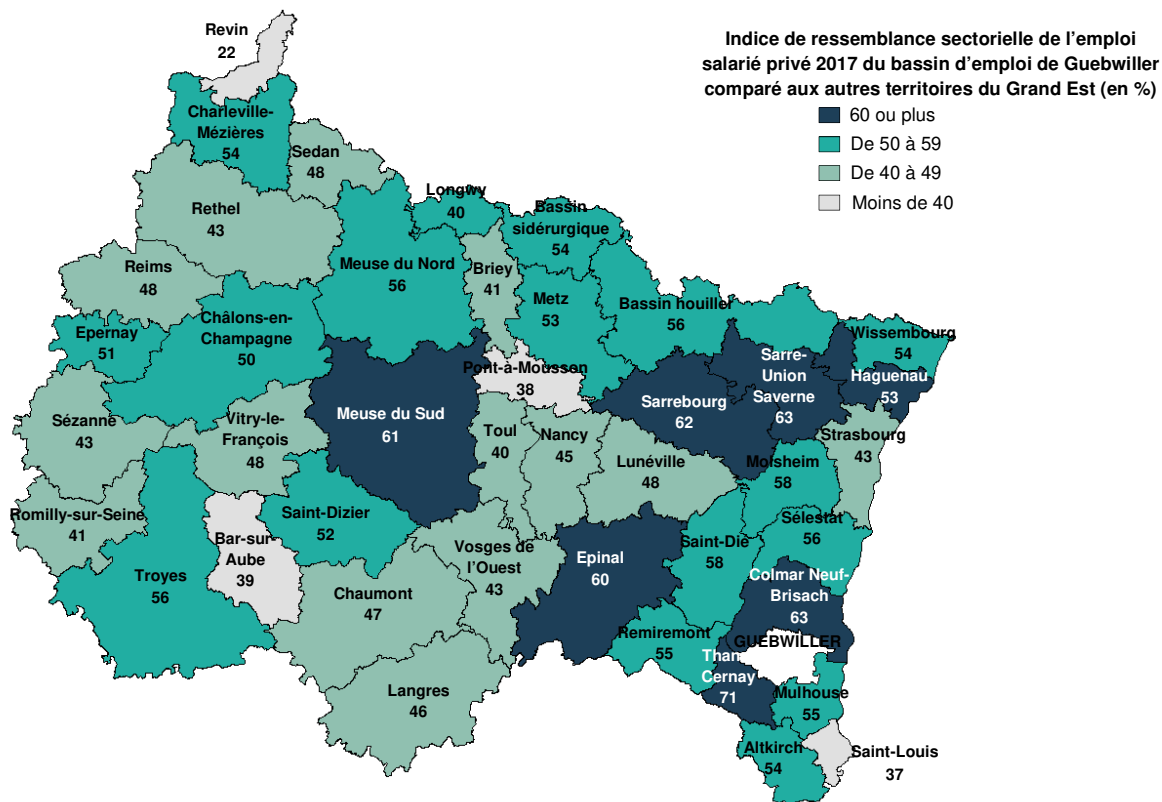 Indice de ressemblance sectorielle de l'emploi
salarié privé 2017 du bassin d'emploi de Guebwiller
comparé aux autres territoires du Grand Est (en %)
60 ou plus
De 50 à 59
De 40 à 49
Moins de 40
Revin
22
Charleville-
Mézières
54
Sedan
48
Rethel
43
Longwy
40
Bassin
sidérurgique
54
Reims
48
Meuse du Nord
56
Briey
41
Metz
53
Bassin houiller
56
Epernay
51
Châlons-en-
Champagne
50
Wissembourg
54
Sarre-
Union
Saverne
63
Haguenau
53
Pont-à-Mousson
38
Sarrebourg
62
Meuse du Sud
61
Sézanne
43
Vitry-le-
François
48
Toul
40
Nancy
45
Lunéville
48
Strasbourg
43
Molsheim
58
Romilly-sur-Seine
41
Saint-Dizier
52
Sélestat
56
Bar-sur-
Aube
39
Vosges de
l'Ouest
43
Epinal
60
Saint-Dié
58
Troyes
56
Chaumont
47
Colmar Neuf-
Brisach
63
Remiremont
55
GUEBWILLER
Than
Cernay
71
Langres
46
Mulhouse
55
Altkirch
54
Saint-Louis
37